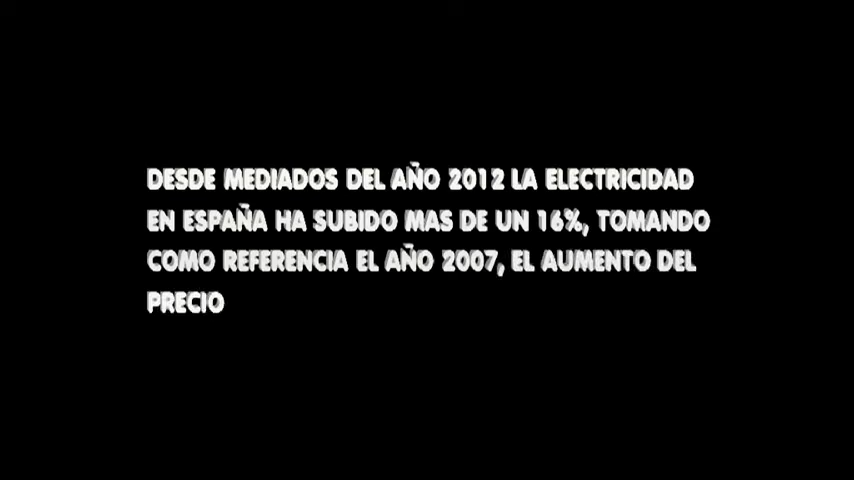 DESDE MEDIADOS DEL AÑO 2012 LA ELECTRICIDAD
EN ESPAÑA HA SUBIDO MAS DE UN 16%, TOMANDO
COMO REFERENCIA EL AÑO 2007, EL AUMENTO DEL
PRECIO